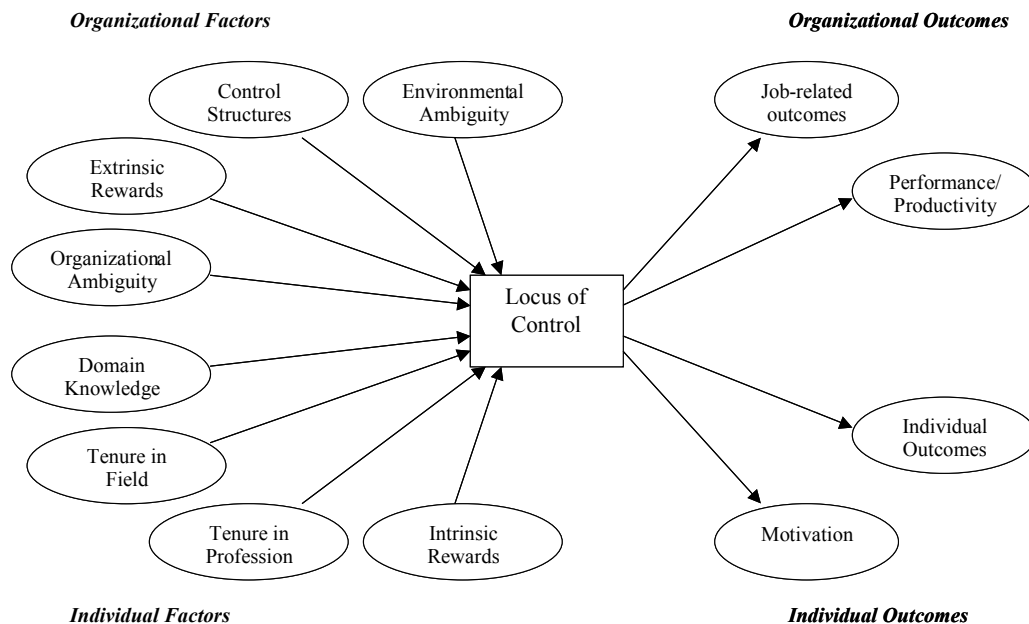 Organizational Factors
Organizational Outcomes
Control
Structures
Environmental
Ambiguity
Job-related
outcomes
Extrinsic
Rewards
Performance/
Productivity
Organizational
Ambiguity
Locus of
Control
Domain
Knowledge
Individual
Outcomes
Tenure in
Field
Tenure in
Profession
Intrinsic
Rewards
Motivation
Individual Factors
Individual Outcomes